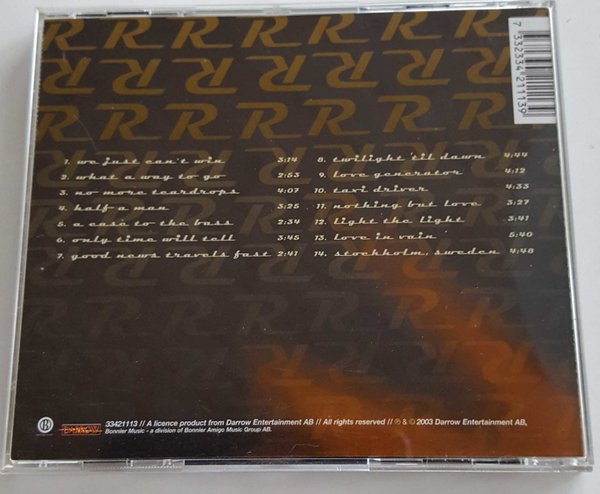 R R R R R R R R R
R R R R R R R R R
R R R R R R R R
1. we just can't win 3:14
2. what a way to go 2:53
3. no more teardrops 4:07
4. half a man 3:25
5. a case to the bass 2:34
6. only time will tell 3:45
7. good news travels fast 2:41
8. twilight 'til dawn 4:44
9. love generator 4:12
10. taxi driver 4:33
11. nothing but love 3:27
12. light the light 3:41
13. love in vain 5:40
14. stockholm, sweden 4:48
7 332334 211139
33421113 // A licence product from Darrow Entertainment AB // All rights reserved // ℗ & © 2003 Darrow Entertainment AB,
Bonnier Music - a division of Bonnier Amigo Music Group AB.